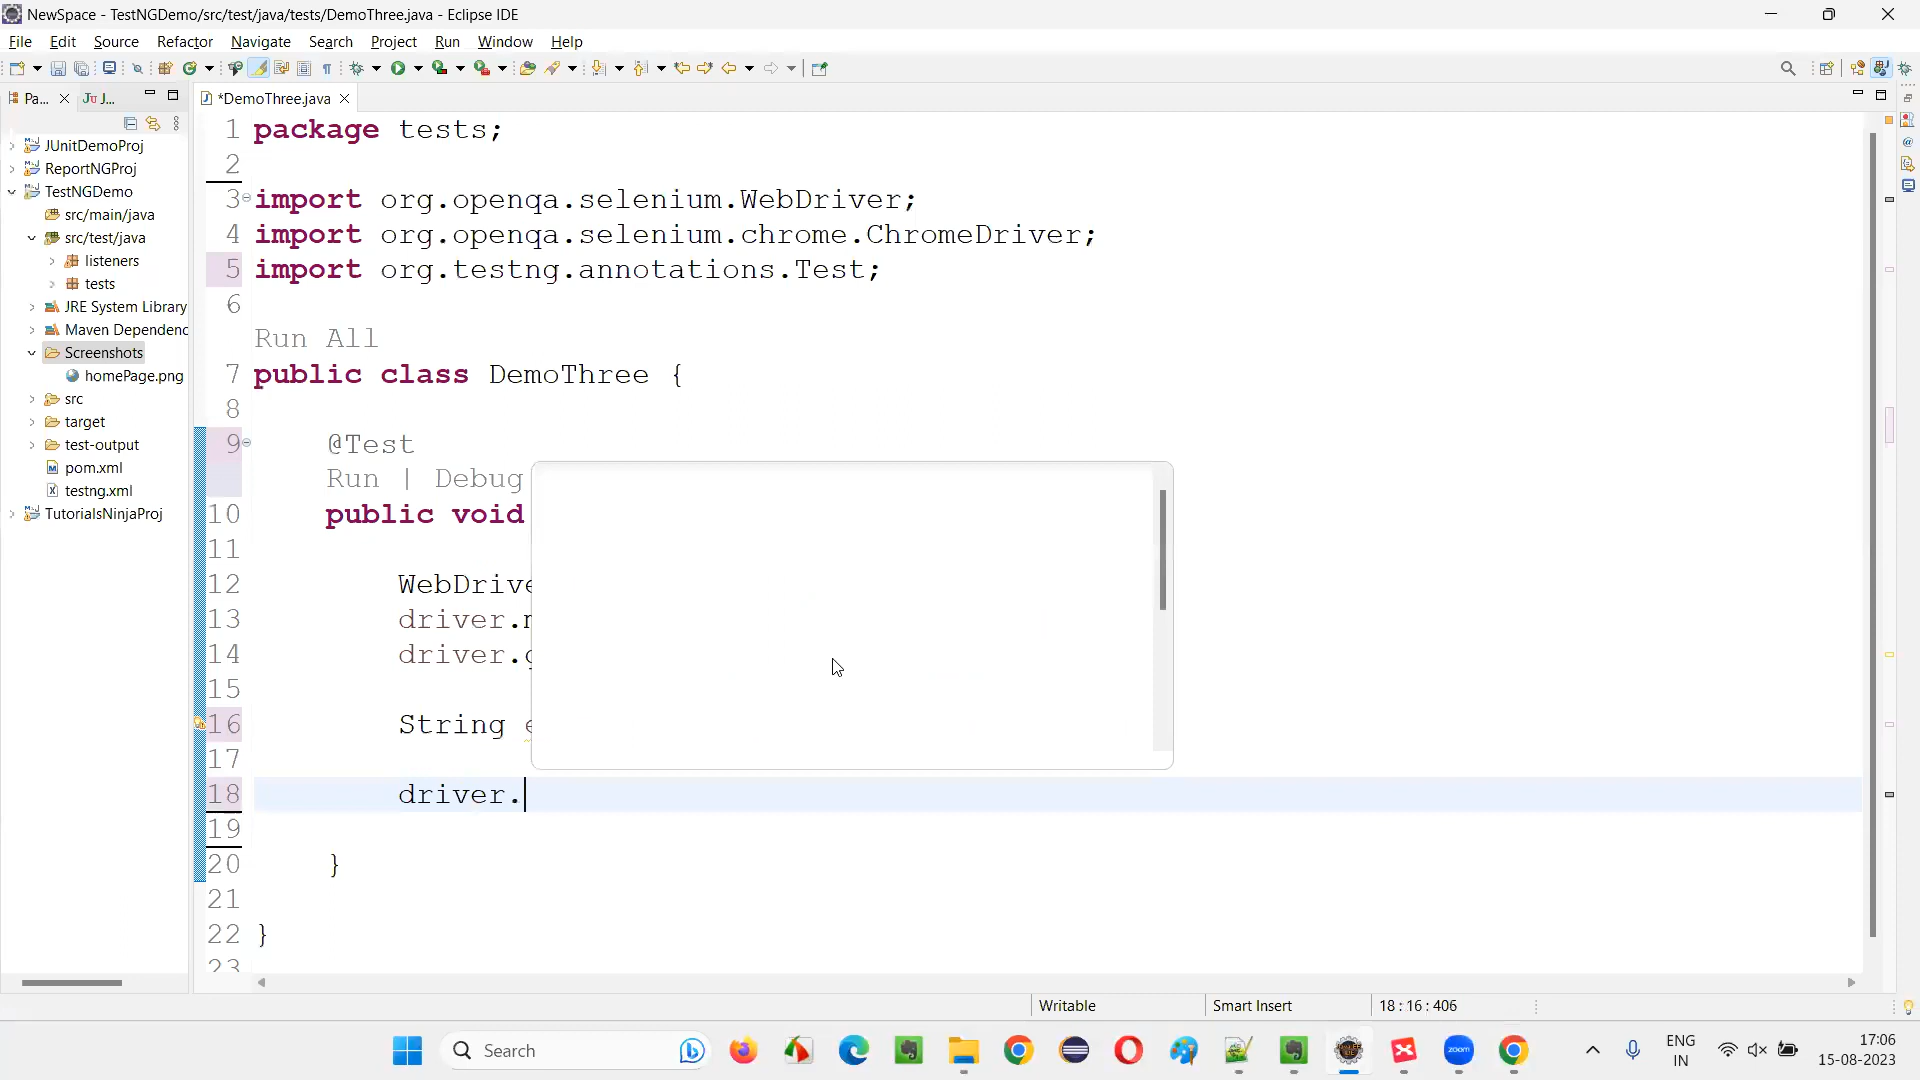 NewSpace - TestNGDemo/src/test/java/tests/DemoThree.java - Eclipse IDE
File Edit Source Refactor Navigate Search Project Run Window Help
Pa... J... *DemoThree.java
JUnitDemoProj
ReportNGProj
TestNGDemo
src/main/java
src/test/java
listeners
tests
JRE System Library
Maven Dependenc
Screenshots
homePage.png
src
target
test-output
pom.xml
testng.xml
TutorialsNinjaProj
1 package tests;
2
3 import org.openqa.selenium.WebDriver;
4 import org.openqa.selenium.chrome.ChromeDriver;
5 import org.testng.annotations.Test;
6
Run All
7 public class DemoThree {
8
9 @Test
Run | Debug
10 public void
11
12 WebDrive
13 driver.
14 driver.
15
16 String e
17
18 driver.
19
20 }
21
22 }
23
Writable Smart Insert 18 : 16 : 406
Search
zoom
ENG
IN
17:06
15-08-2023